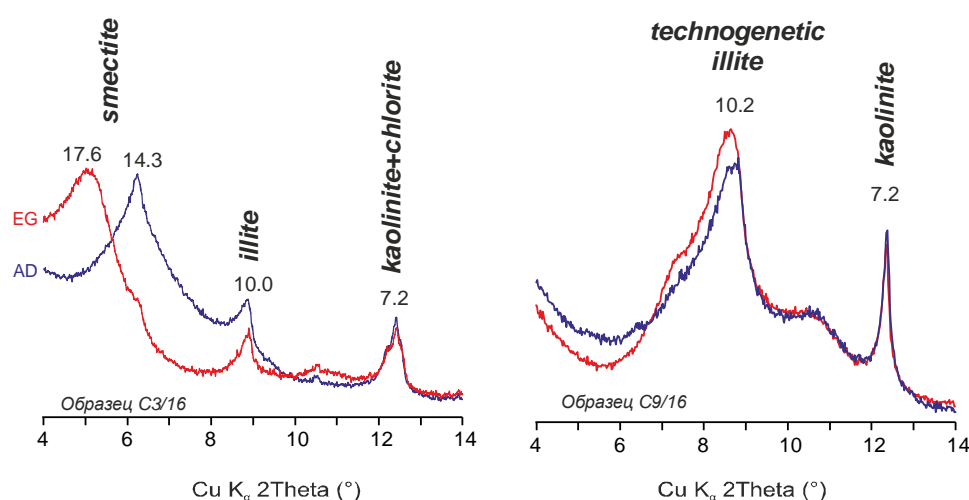 smectite
17.6
14.3
EG
AD
illite
10.0
kaolinite+chlorite
7.2
Образец С3/16
4 6 8 10 12 14
Cu Kα 2Theta (°)
technogenetic
illite
10.2
kaolinite
7.2
Образец С9/16
4 6 8 10 12 14
Cu Kα 2Theta (°)